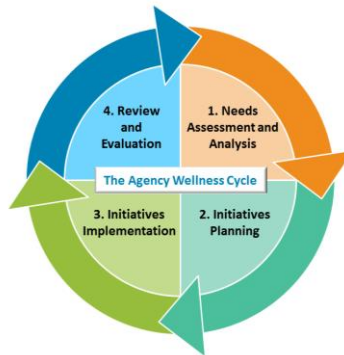 4. Review
and
Evaluation
1. Needs
Assessment and
Analysis
The Agency Wellness Cycle
3. Initiatives
Implementation
2. Initiatives
Planning